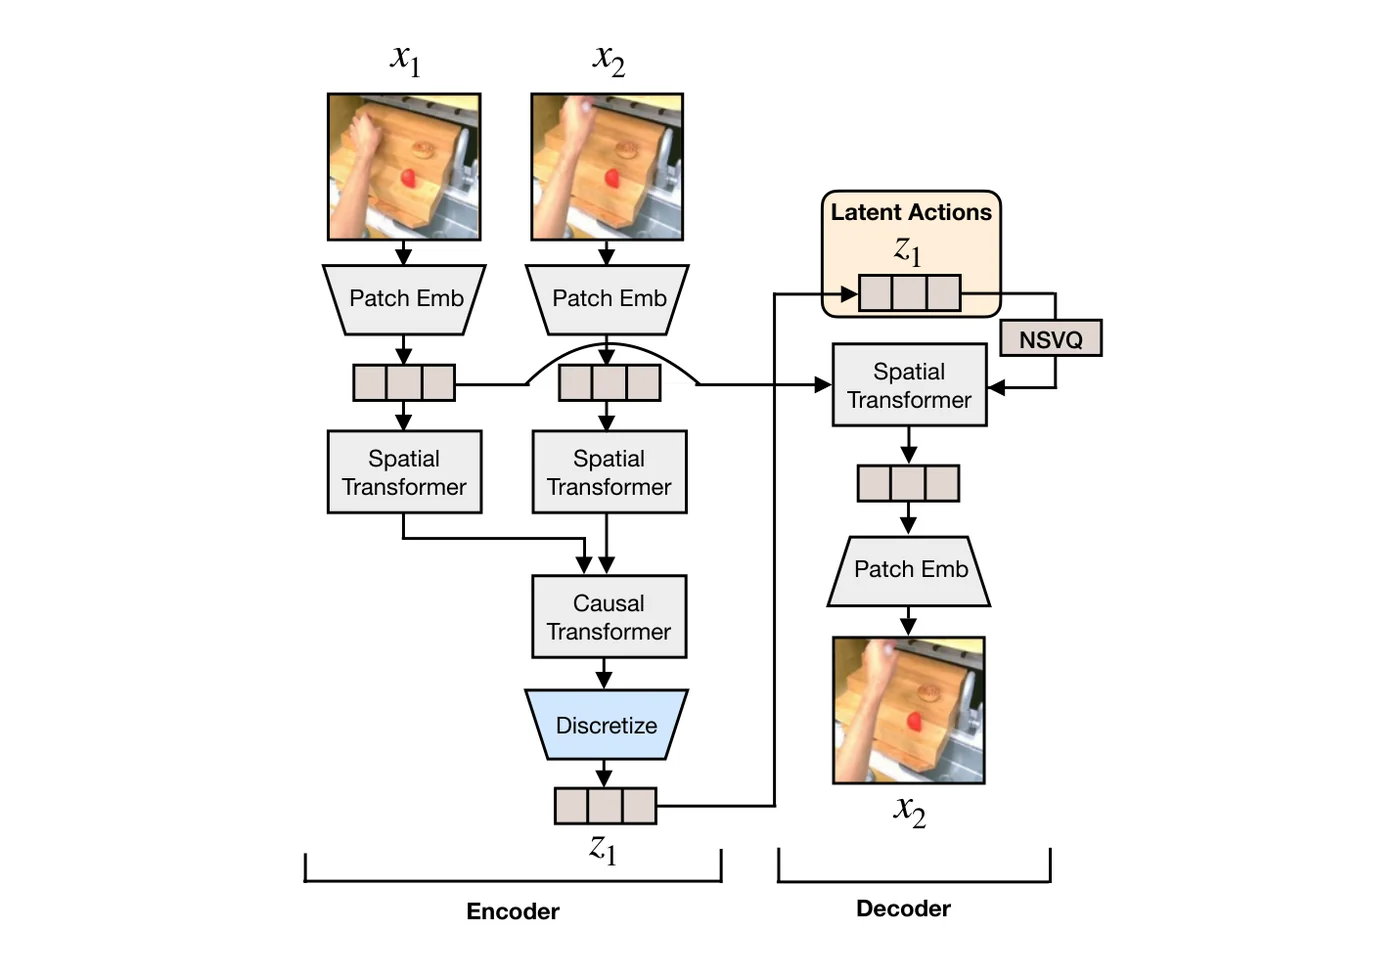 x1
x2
Patch Emb
Patch Emb
Spatial
Transformer
Spatial
Transformer
Causal
Transformer
Discretize
z1
Encoder
Latent Actions
z1
NSVQ
Spatial
Transformer
Patch Emb
x2
Decoder